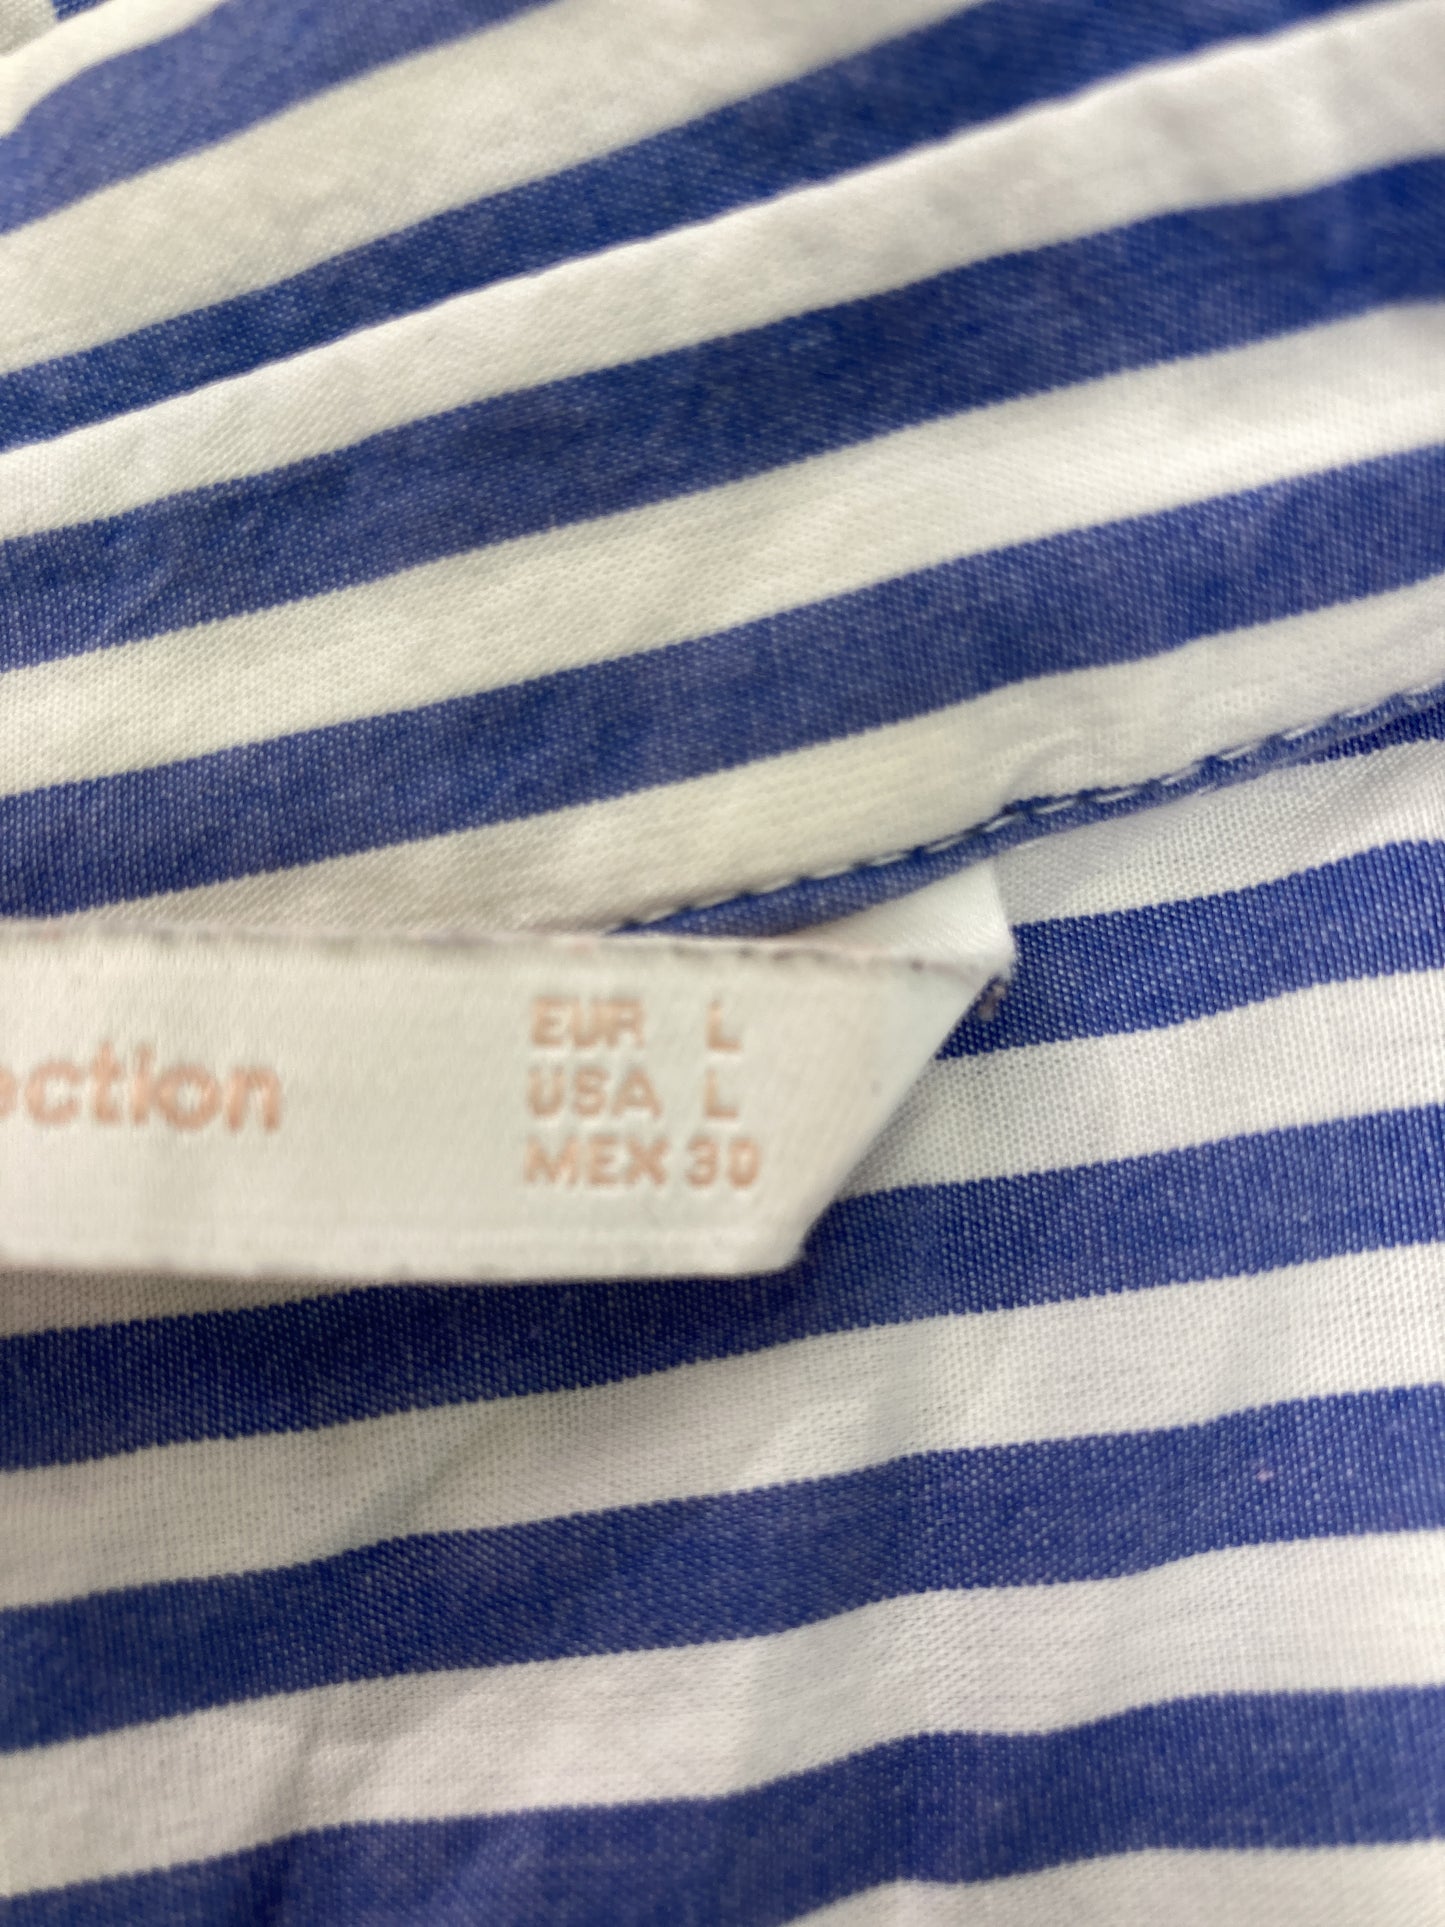 ection
EUR L
USA L
MEX 30